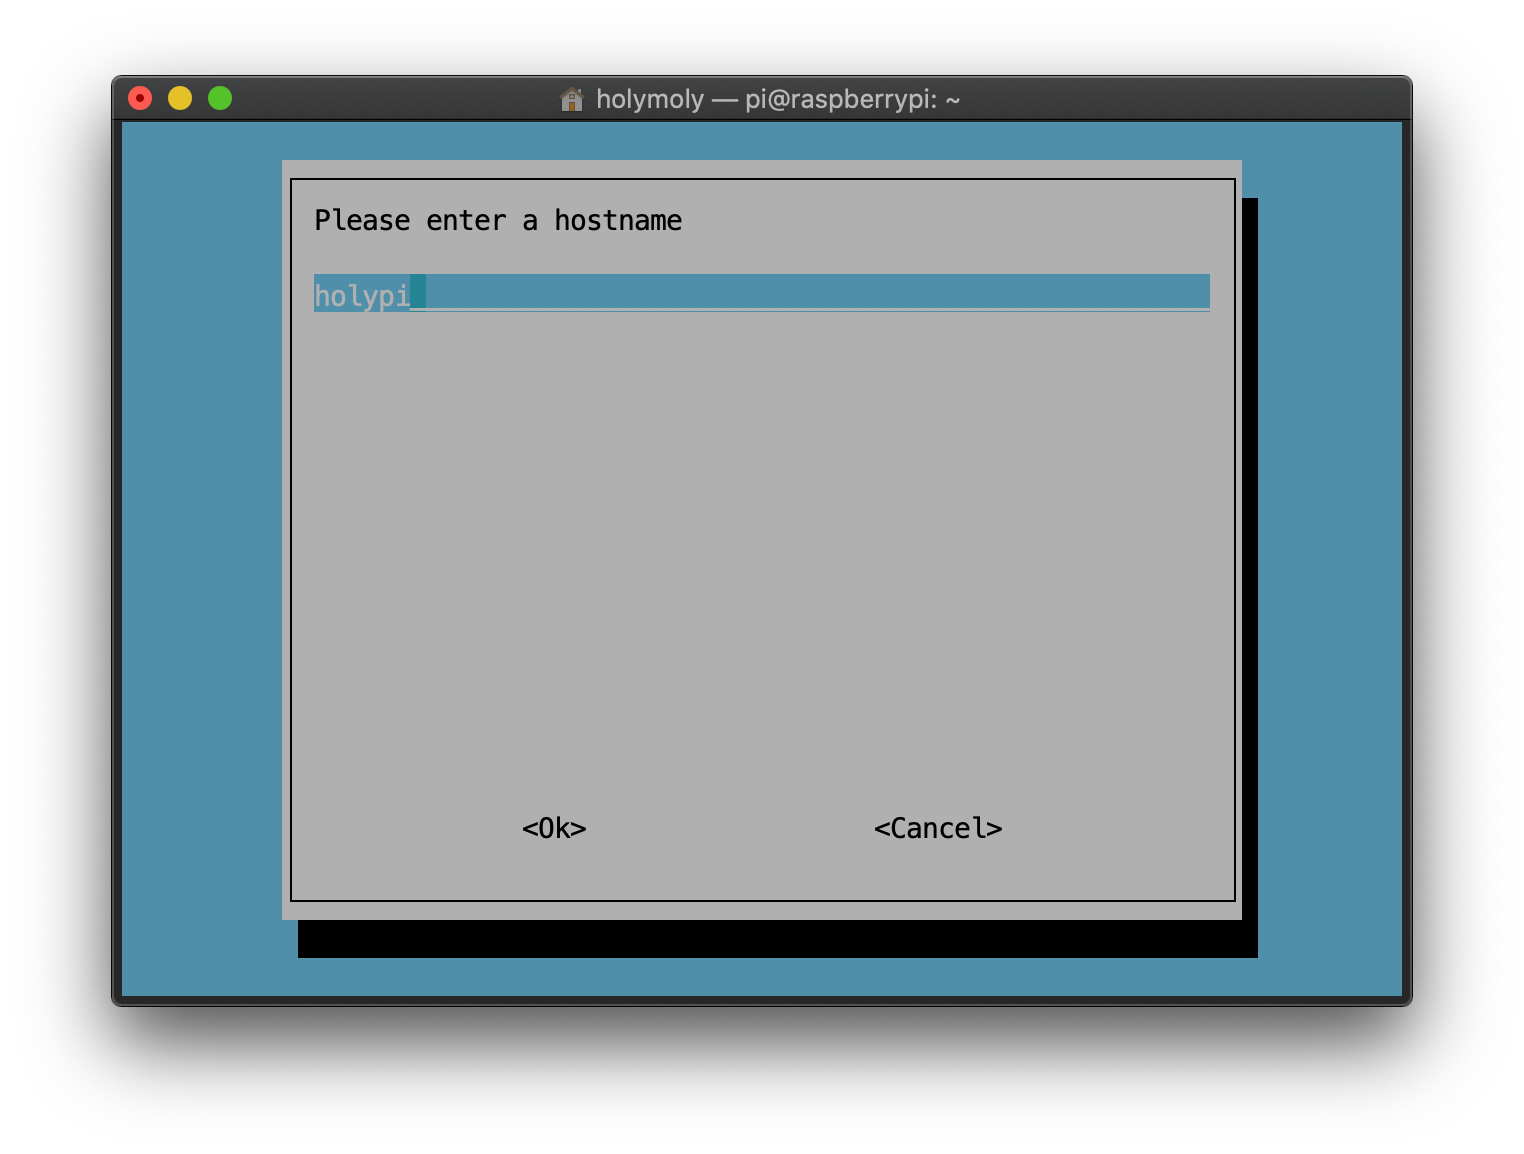 holymoly — pi@raspberrypi: ~
Please enter a hostname
holypi
<Ok> <Cancel>